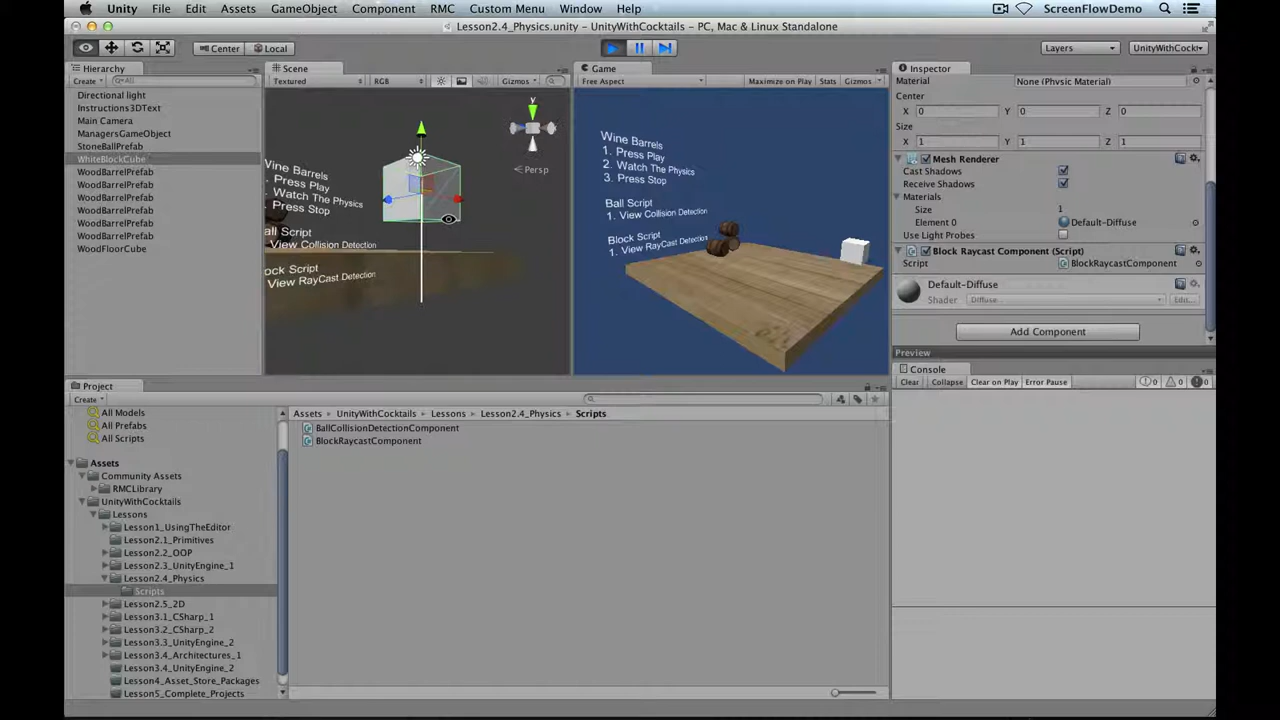 Unity File Edit Assets GameObject Component RMC Custom Menu Window Help ScreenFlowDemo
Lesson2.4_Physics.unity - UnityWithCocktails - PC, Mac & Linux Standalone
Center Local Layers UnityWithCockt
Hierarchy
Create All
Directional light
Instructions3DText
Main Camera
ManagersGameObject
StoneBallPrefab
WhiteBlockCube
WoodBarrelPrefab
WoodBarrelPrefab
WoodBarrelPrefab
WoodBarrelPrefab
WoodBarrelPrefab
WoodBarrelPrefab
WoodFloorCube
Scene
Textured RGB Gizmos
y
Persp
Wine Barrels
. Press Play
. Watch The Physics
. Press Stop
all Script
View Collision Detection
ock Script
View RayCast Detection
Game
Free Aspect Maximize on Play Stats Gizmos
Wine Barrels
1. Press Play
2. Watch The Physics
3. Press Stop
Ball Script
1. View Collision Detection
Block Script
1. View RayCast Detection
Inspector
Material None (Physic Material)
Center
X 0 Y 0 Z 0
Size
X 1 Y 1 Z 1
Mesh Renderer
Cast Shadows
Receive Shadows
Materials
Size 1
Element 0 Default-Diffuse
Use Light Probes
Block Raycast Component (Script)
Script BlockRaycastComponent
Default-Diffuse
Shader Diffuse Edit...
Add Component
Preview
Console
Clear Collapse Clear on Play Error Pause 0 0 0
Project
Create
All Models
All Prefabs
All Scripts
Assets
Community Assets
RMCLibrary
UnityWithCocktails
Lessons
Lesson1_UsingTheEditor
Lesson2.1_Primitives
Lesson2.2_OOP
Lesson2.3_UnityEngine_1
Lesson2.4_Physics
Scripts
Lesson2.5_2D
Lesson3.1_CSharp_1
Lesson3.2_CSharp_2
Lesson3.3_UnityEngine_2
Lesson3.4_Architectures_1
Lesson3.4_UnityEngine_2
Lesson4_Asset_Store_Packages
Lesson5_Complete_Projects
Assets UnityWithCocktails Lessons Lesson2.4_Physics Scripts
BallCollisionDetectionComponent
BlockRaycastComponent